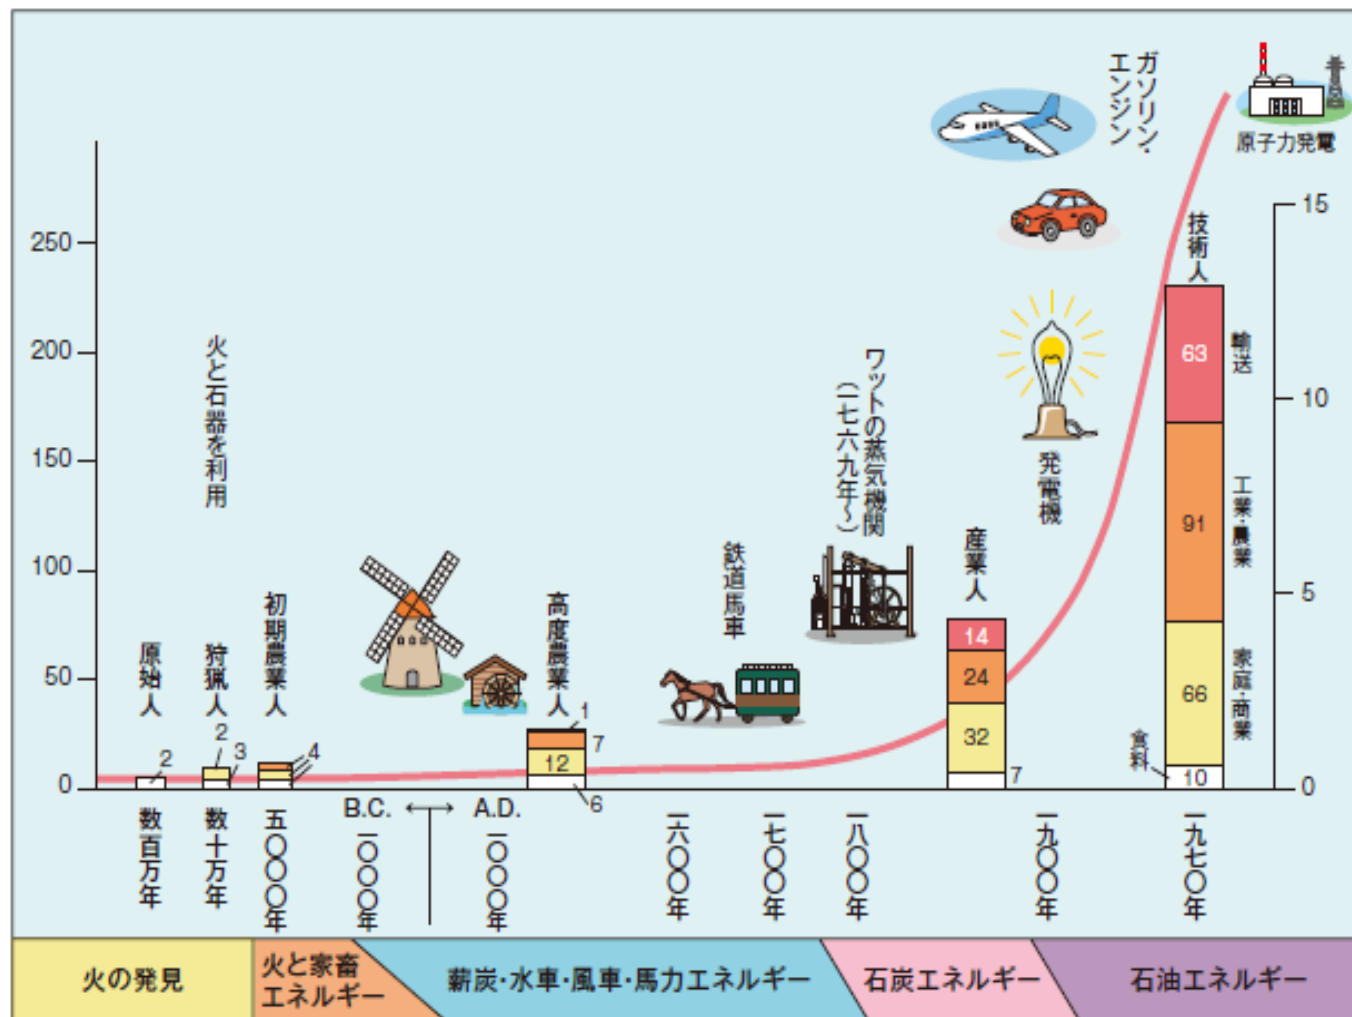 ガソリン・
エンジン
原子力発電
250
200
150
100
50
0
15
10
5
0
火と石器を利用
ワットの蒸気機関
（一七六九年〜）
発電機
鉄道馬車
原始人
狩猟人
初期農業人
高度農業人
産業人
技術人
2
2
3
4
1
7
12
6
14
24
32
7
63
91
66
10
輸送
工業・農業
家庭・商業
食料
数百万年
数十万年
五〇〇〇年
B.C. ↔ A.D.
一〇〇〇年
一〇〇〇年
一六〇〇年
一七〇〇年
一八〇〇年
一九〇〇年
一九七〇年
火の発見
火と家畜
エネルギー
薪炭・水車・風車・馬力エネルギー
石炭エネルギー
石油エネルギー